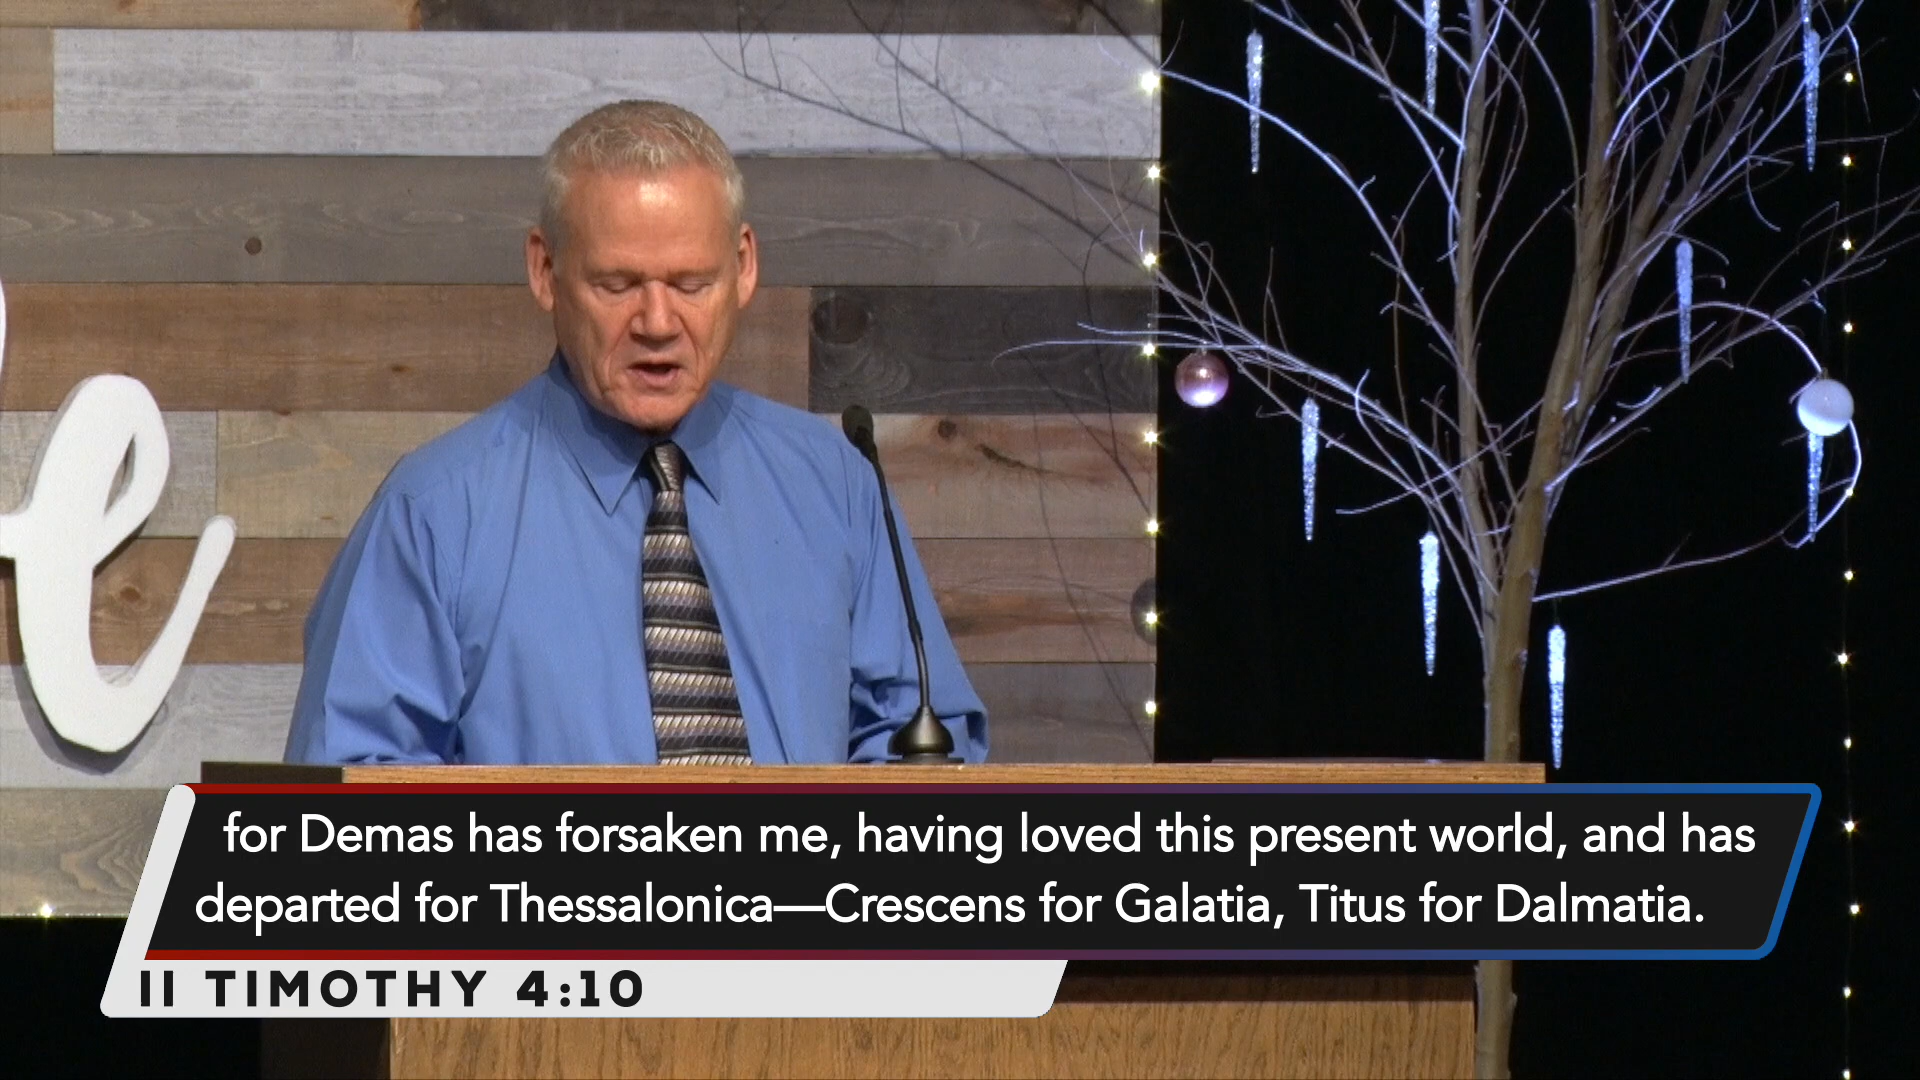 for Demas has forsaken me, having loved this present world, and has
departed for Thessalonica—Crescens for Galatia, Titus for Dalmatia.
II TIMOTHY 4:10